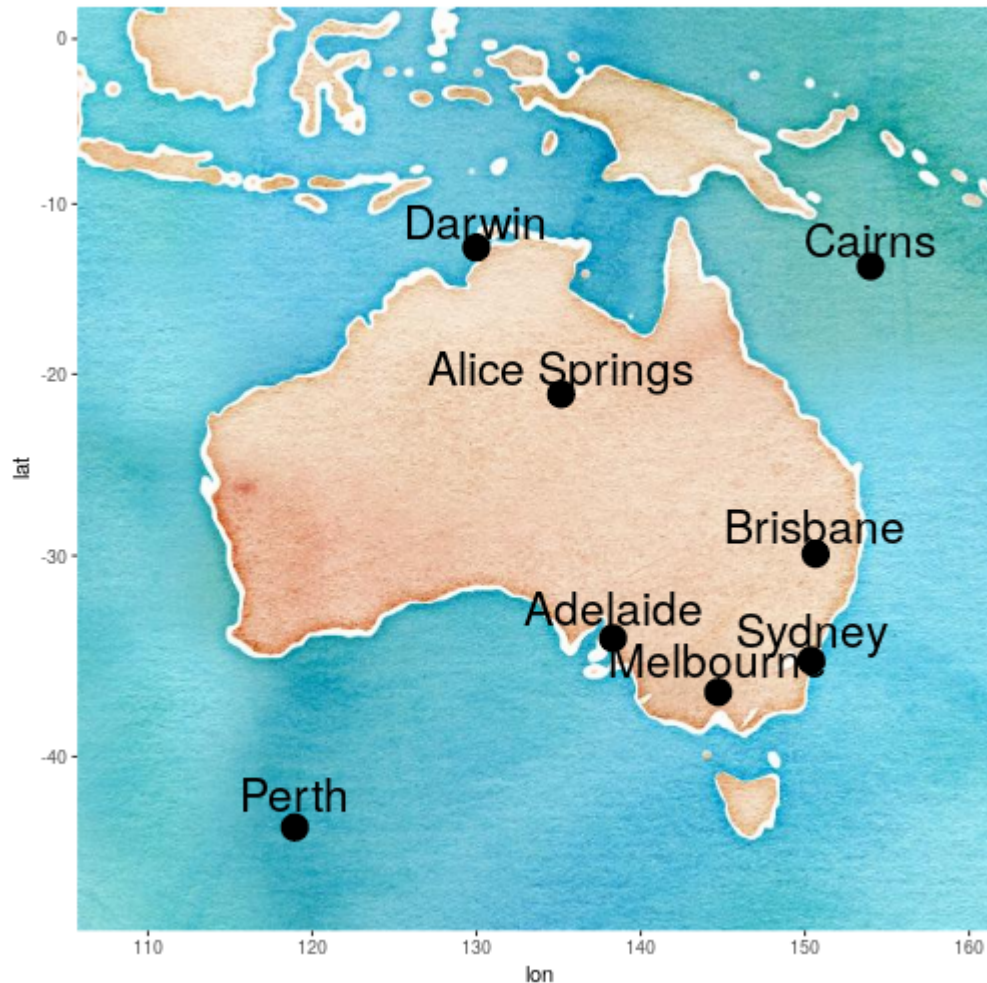 0
-10
-20
-30
-40
lat
Darwin
Cairns
Alice Springs
Brisbane
Adelaide
Sydney
Melbourne
Perth
110
120
130
140
150
160
lon